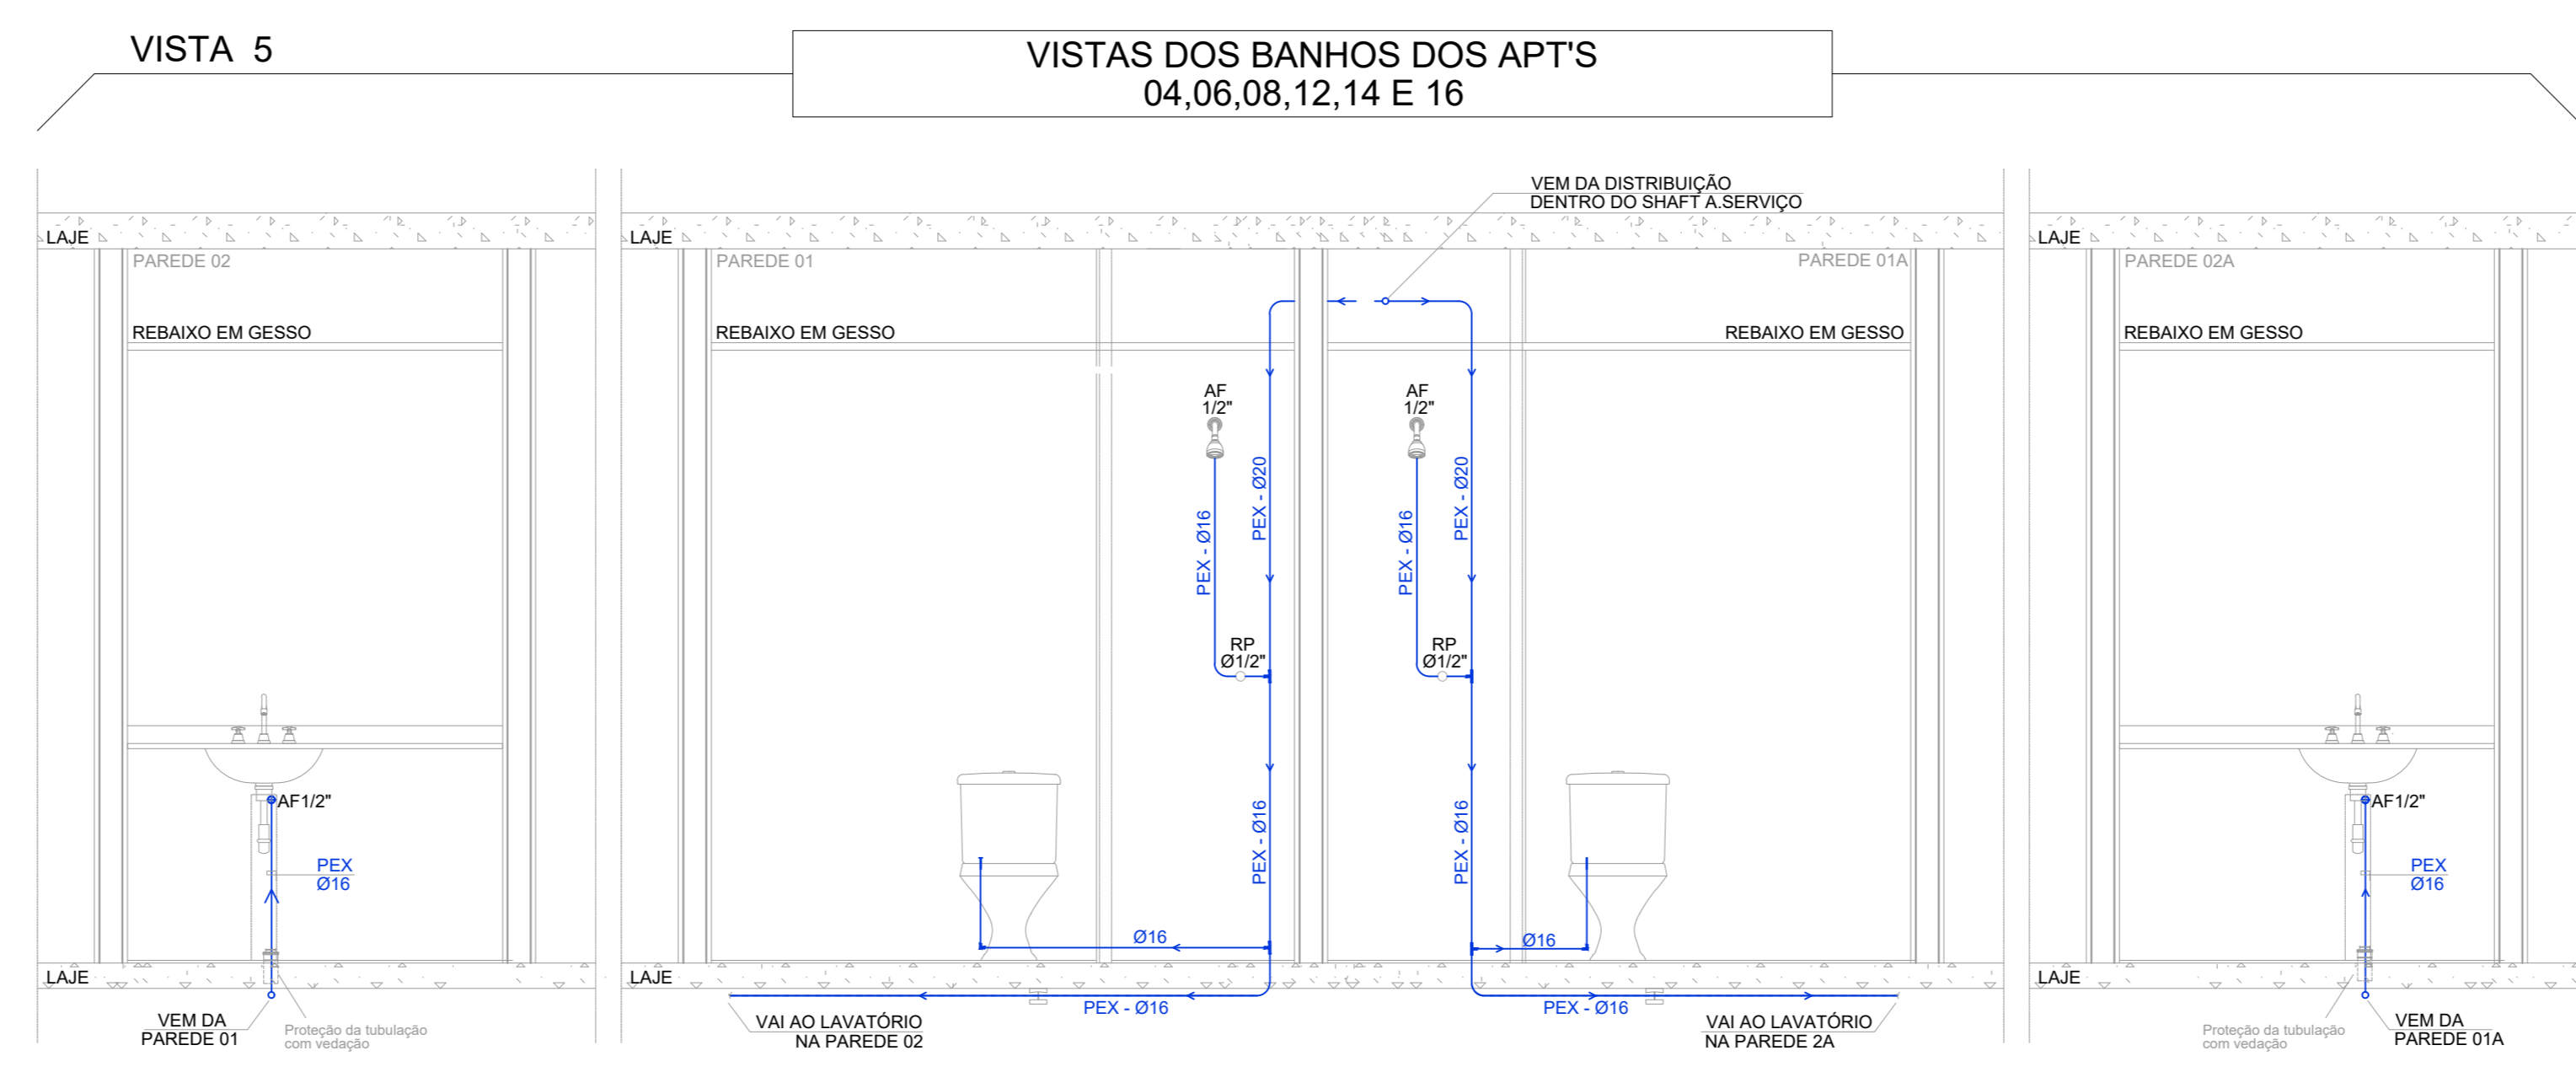 VISTA 5
VISTAS DOS BANHOS DOS APT'S
04,06,08,12,14 E 16
VEM DA DISTRIBUIÇÃO
DENTRO DO SHAFT A.SERVIÇO
LAJE
PAREDE 02
REBAIXO EM GESSO
AF1/2"
PEX
Ø16
LAJE
VEM DA
PAREDE 01
Proteção da tubulação
com vedação
LAJE
PAREDE 01
PAREDE 01A
REBAIXO EM GESSO
REBAIXO EM GESSO
AF
1/2"
AF
1/2"
PEX - Ø16
PEX - Ø20
PEX - Ø16
PEX - Ø20
RP
Ø1/2"
RP
Ø1/2"
PEX - Ø16
PEX - Ø16
Ø16
Ø16
LAJE
PEX - Ø16
PEX - Ø16
VAI AO LAVATÓRIO
NA PAREDE 02
VAI AO LAVATÓRIO
NA PAREDE 2A
LAJE
PAREDE 02A
REBAIXO EM GESSO
AF1/2"
PEX
Ø16
LAJE
Proteção da tubulação
com vedação
VEM DA
PAREDE 01A